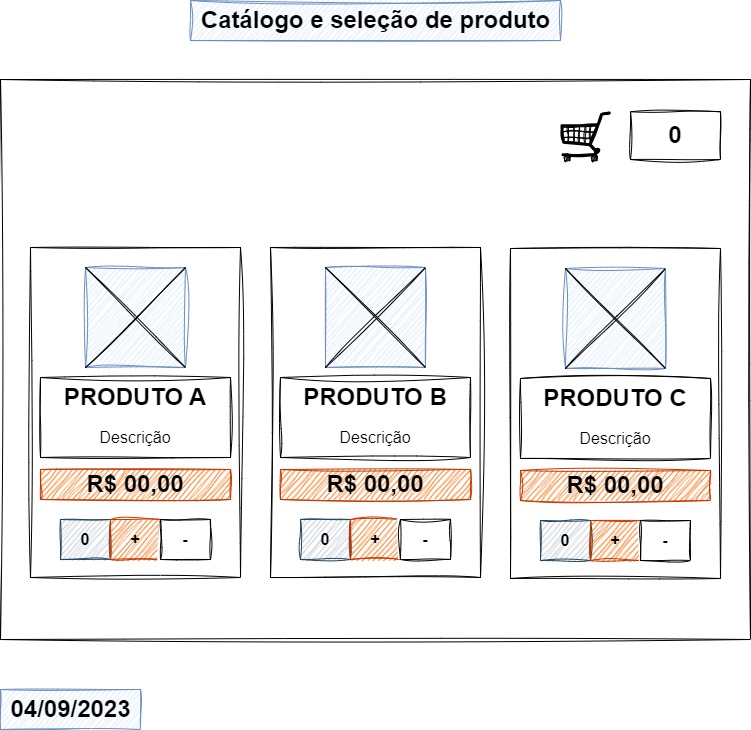 Catálogo e seleção de produto
0
PRODUTO A
Descrição
R$ 00,00
0 + -
PRODUTO B
Descrição
R$ 00,00
0 + -
PRODUTO C
Descrição
R$ 00,00
0 + -
04/09/2023